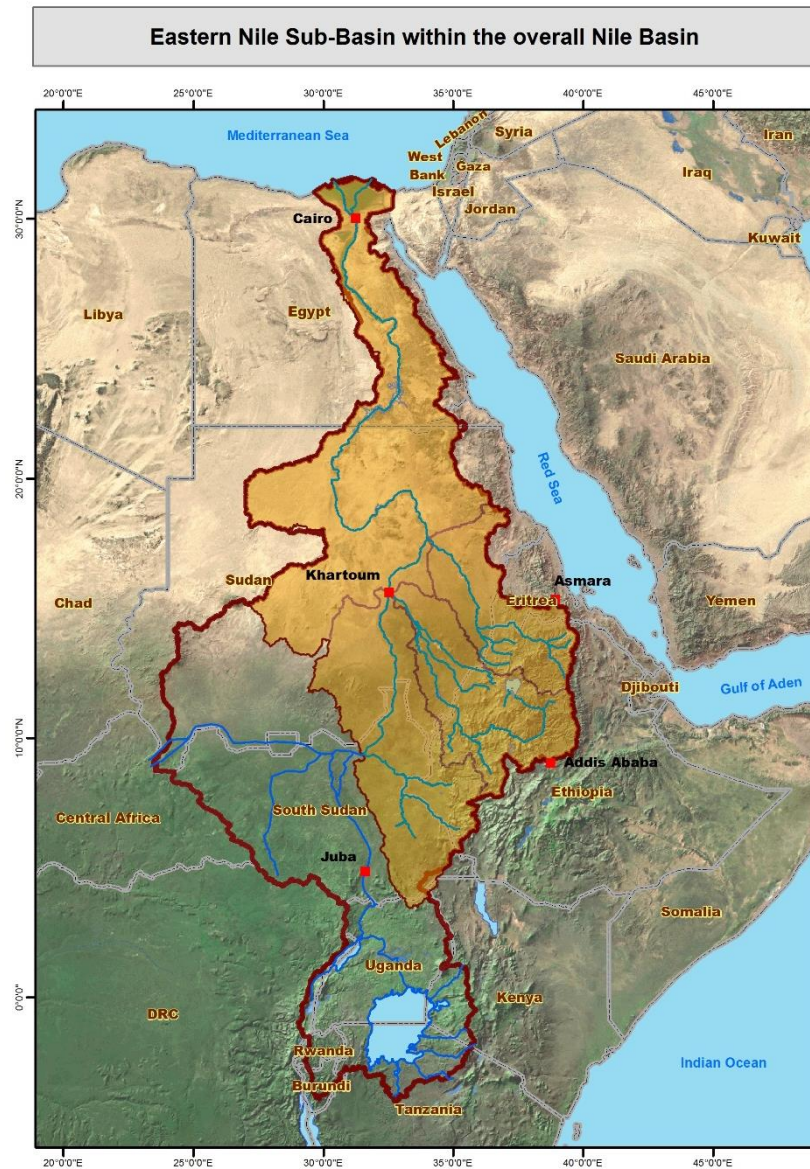 Eastern Nile Sub-Basin within the overall Nile Basin
20°0'0"E 25°0'0"E 30°0'0"E 35°0'0"E 40°0'0"E 45°0'0"E
Mediterranean Sea
Lebanon
Syria
Iran
West
Bank
Gaza
Israel
Iraq
Jordan
Cairo
30°0'0"N
Kuwait
Libya
Egypt
Saudi Arabia
Red Sea
20°0'0"N
Sudan
Khartoum
Asmara
Eritrea
Chad
Yemen
Djibouti
Gulf of Aden
10°0'0"N
Addis Ababa
Ethiopia
Central Africa
South Sudan
Juba
Somalia
Uganda
Kenya
0°0'0"
DRC
Rwanda
Burundi
Indian Ocean
Tanzania
20°0'0"E 25°0'0"E 30°0'0"E 35°0'0"E 40°0'0"E 45°0'0"E